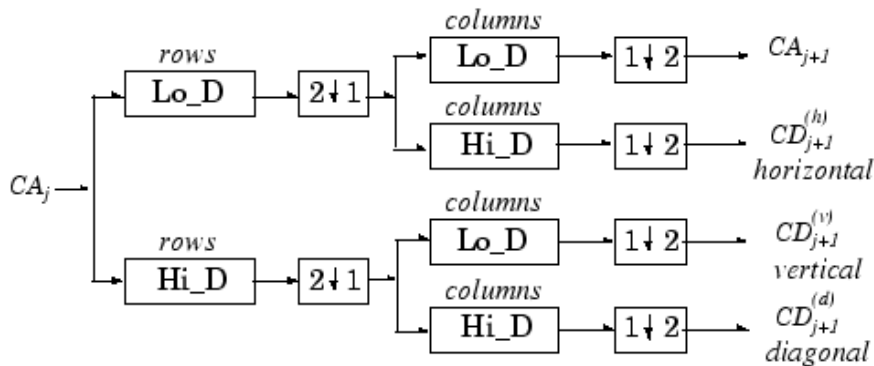 columns
rows
Lo_D
1↓2
CA_{j+1}
Lo_D
2↓1
columns
Hi_D
1↓2
CD_{j+1}^{(h)}
horizontal
CA_j
columns
rows
Lo_D
1↓2
CD_{j+1}^{(v)}
vertical
Hi_D
2↓1
columns
Hi_D
1↓2
CD_{j+1}^{(d)}
diagonal